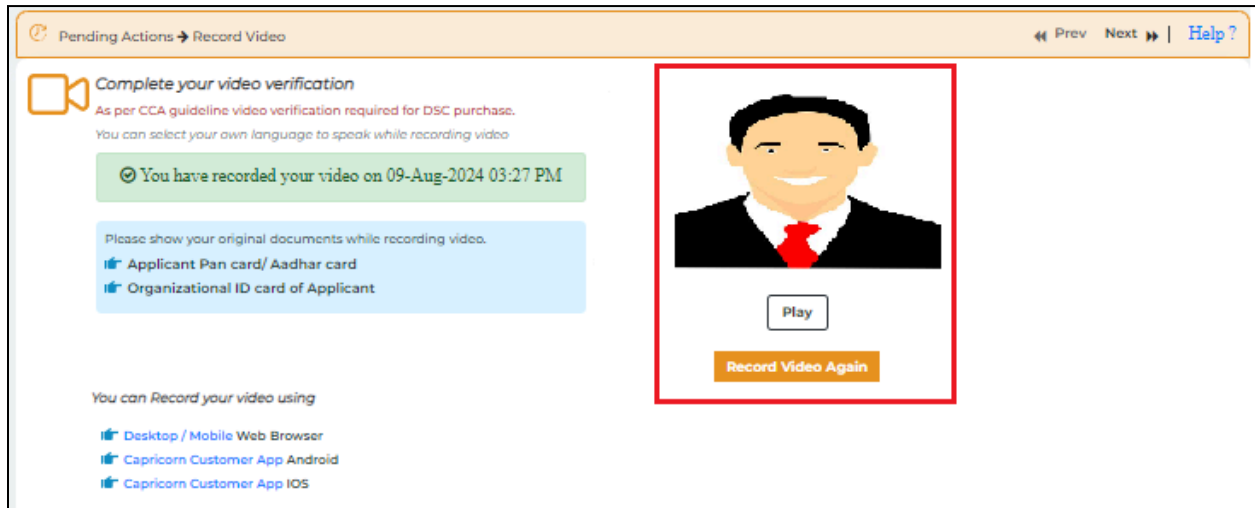 Pending Actions ➔ Record Video
Prev Next | Help ?
Complete your video verification
As per CCA guideline video verification required for DSC purchase.
You can select your own language to speak while recording video
You have recorded your video on 09-Aug-2024 03:27 PM
Please show your original documents while recording video.
Applicant Pan card/ Aadhar card
Organizational ID card of Applicant
Play
Record Video Again
You can Record your video using
Desktop / Mobile Web Browser
Capricorn Customer App Android
Capricorn Customer App IOS